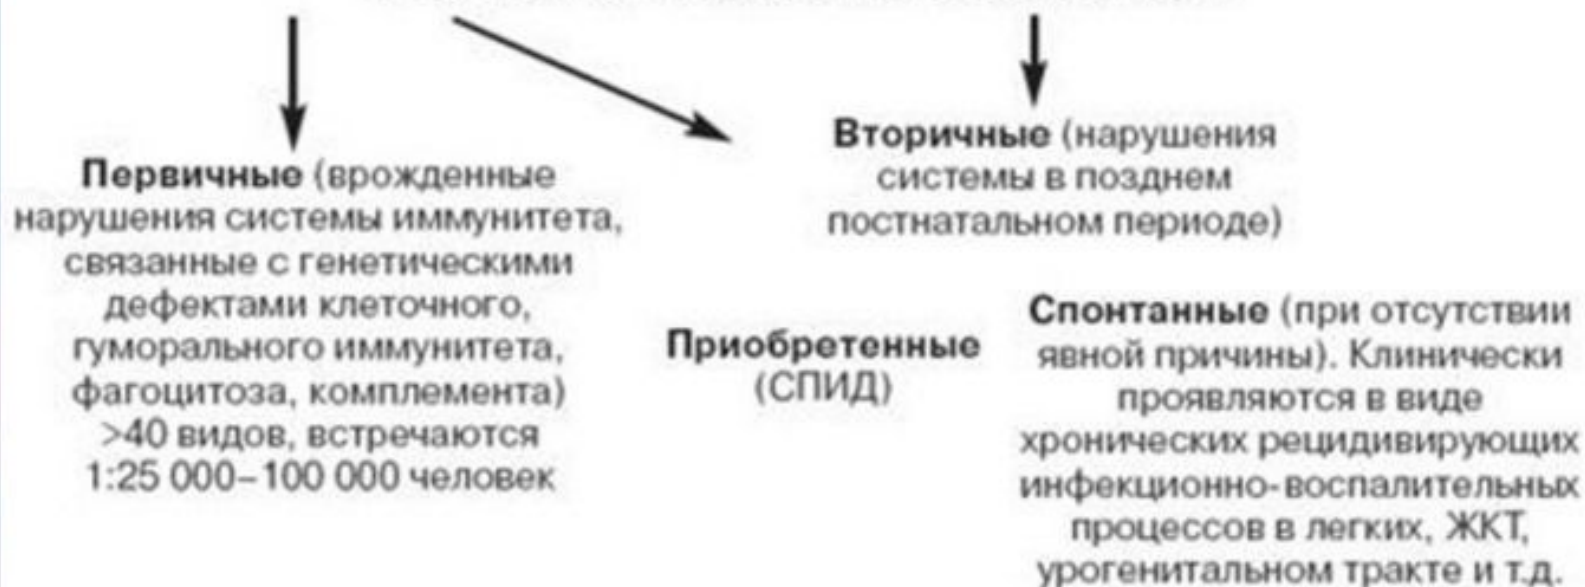 Первичные (врожденные
нарушения системы иммунитета,
связанные с генетическими
дефектами клеточного,
гуморального иммунитета,
фагоцитоза, комплемента)
>40 видов, встречаются
1:25 000–100 000 человек
Вторичные (нарушения
системы в позднем
постнатальном периоде)
Приобретенные
(СПИД)
Спонтанные (при отсутствии
явной причины). Клинически
проявляются в виде
хронических рецидивирующих
инфекционно-воспалительных
процессов в легких, ЖКТ,
урогенитальном тракте и т.д.